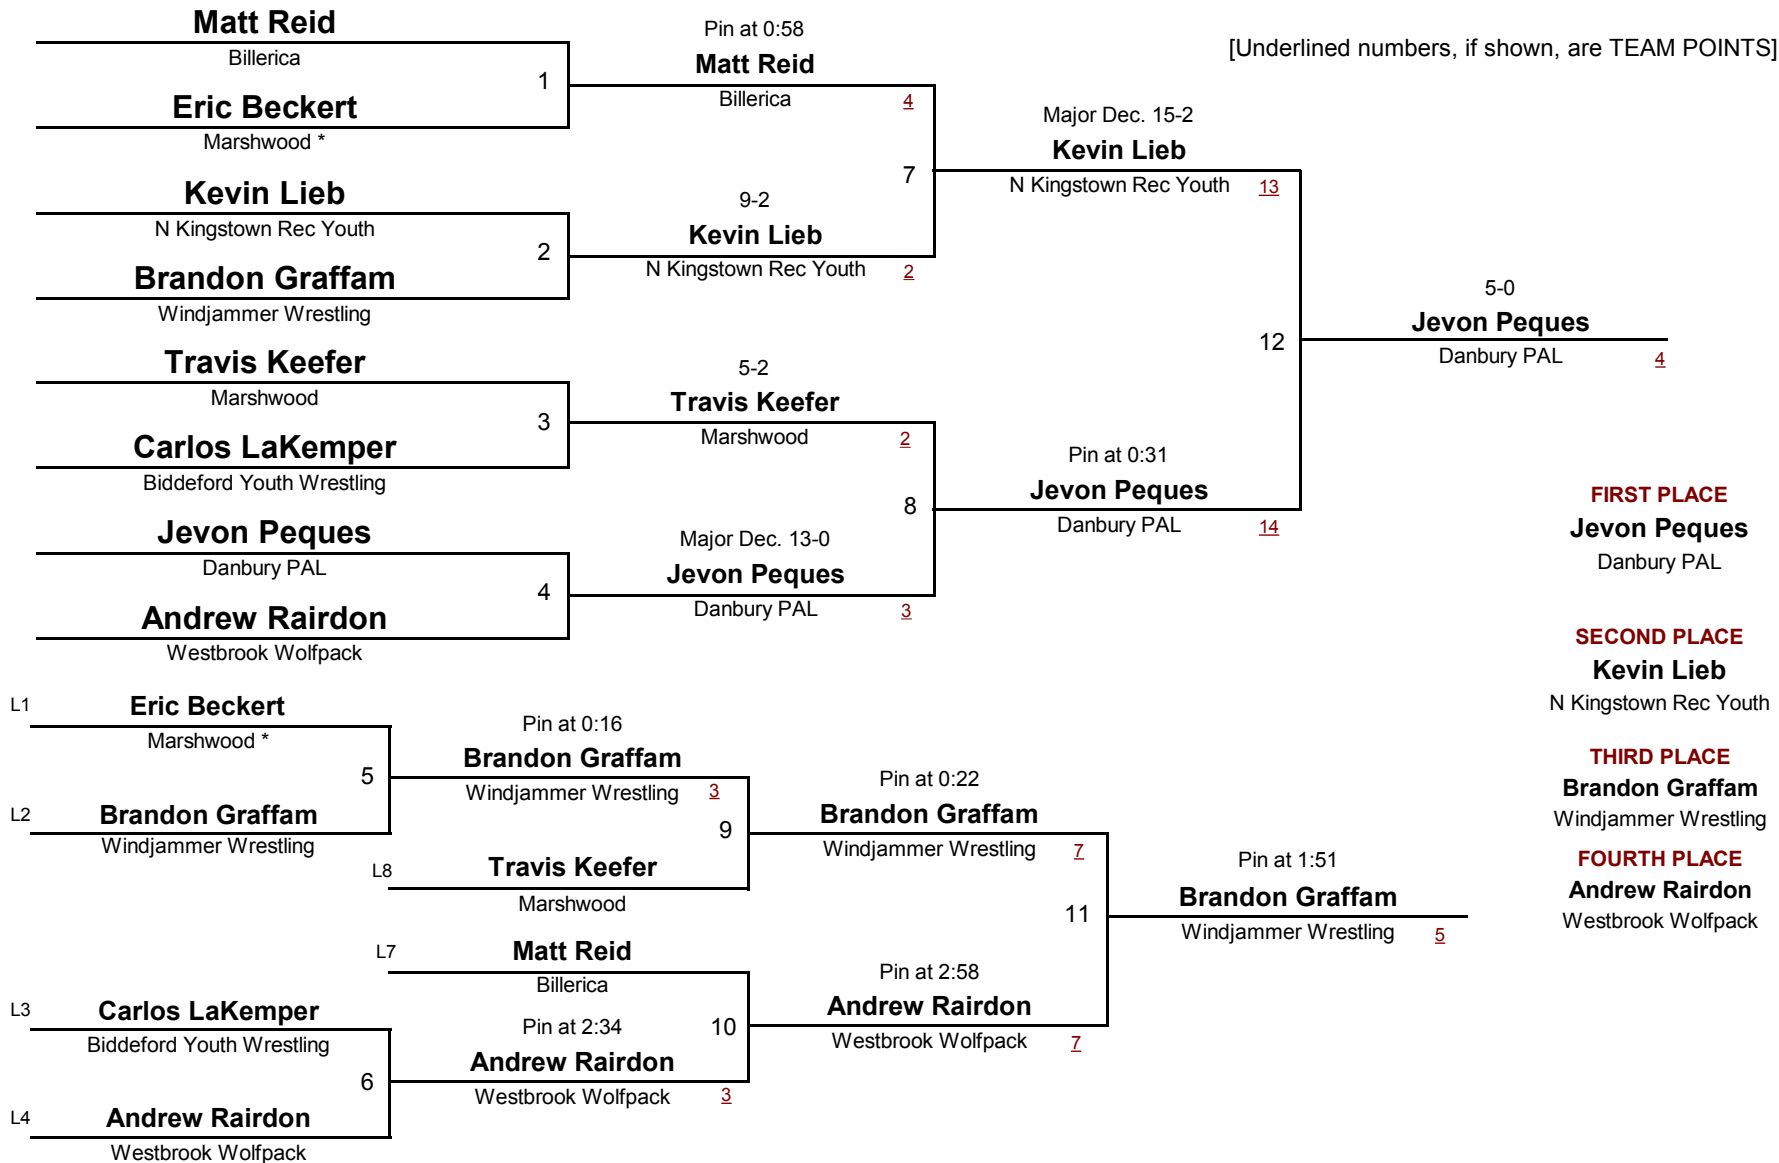 Matt Reid
Billerica
1
Eric Beckert
Marshwood *
Kevin Lieb
N Kingstown Rec Youth
2
Brandon Graffam
Windjammer Wrestling
Travis Keefer
Marshwood
3
Carlos LaKemper
Biddeford Youth Wrestling
Jevon Peques
Danbury PAL
4
Andrew Rairdon
Westbrook Wolfpack
Pin at 0:58
Matt Reid
Billerica 4
7
9-2
Kevin Lieb
N Kingstown Rec Youth 2
5-2
Travis Keefer
Marshwood 2
8
Major Dec. 13-0
Jevon Peques
Danbury PAL 3
[Underlined numbers, if shown, are TEAM POINTS]
Major Dec. 15-2
Kevin Lieb
N Kingstown Rec Youth 13
12
Pin at 0:31
Jevon Peques
Danbury PAL 14
5-0
Jevon Peques
Danbury PAL 4
L1 Eric Beckert
Marshwood *
5
L2 Brandon Graffam
Windjammer Wrestling
L3 Carlos LaKemper
Biddeford Youth Wrestling
6
L4 Andrew Rairdon
Westbrook Wolfpack
Pin at 0:16
Brandon Graffam
Windjammer Wrestling 3
9
L8 Travis Keefer
Marshwood
L7 Matt Reid
Billerica
10
Pin at 2:34
Andrew Rairdon
Westbrook Wolfpack 3
Pin at 0:22
Brandon Graffam
Windjammer Wrestling 7
11
Pin at 2:58
Andrew Rairdon
Westbrook Wolfpack 7
Pin at 1:51
Brandon Graffam
Windjammer Wrestling 5
FIRST PLACE
Jevon Peques
Danbury PAL
SECOND PLACE
Kevin Lieb
N Kingstown Rec Youth
THIRD PLACE
Brandon Graffam
Windjammer Wrestling
FOURTH PLACE
Andrew Rairdon
Westbrook Wolfpack